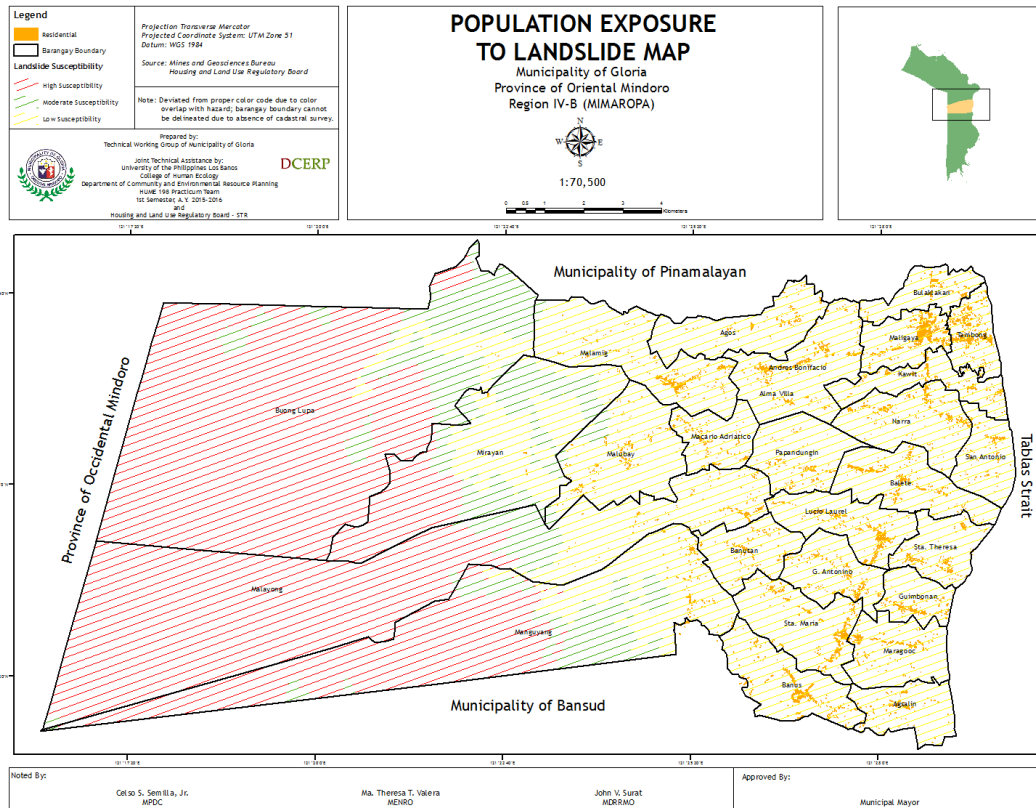 Legend
Residential
Barangay Boundary
Landslide Susceptibility
High Susceptibility
Moderate Susceptibility
Low Susceptibility
Projection Transverse Mercator
Projected Coordinate System: UTM Zone 51
Datum: WGS 1984
Source: Mines and Geosciences Bureau
Housing and Land Use Regulatory Board
Note: Deviated from proper color code due to color
overlap with hazard; barangay boundary cannot
be delineated due to absence of cadastral survey.
Prepared by:
Technical Working Group of Municipality of Gloria
Joint Technical Assistance by:
University of the Philippines Los Banos
College of Human Ecology
Department of Community and Environmental Resource Planning
HUME 198 Practicum Team
1st Semester, A.Y. 2015-2016
and
Housing and Land Use Regulatory Board - STR
DCERP
POPULATION EXPOSURE
TO LANDSLIDE MAP
Municipality of Gloria
Province of Oriental Mindoro
Region IV-B (MIMAROPA)
N
W E
S
1:70,500
0 0.5 1 2 3 4
Kilometers
Municipality of Pinamalayan
Province of Occidental Mindoro
Tablas Strait
Municipality of Bansud
Bulaklakan
Agos
Maligaya
Tambong
Malamig
Andres Bonifacio
Kawit
Alma Villa
Buong Lupa
Narra
Macario Adriatico
Mirayan
Malubay
Papandungin
San Antonio
Balete
Lucio Laurel
Banutan
Sta. Theresa
G. Antonino
Malayong
Guimbonan
Sta. Maria
Manguyang
Maragooc
Banus
Agsalin
Noted By:
Celso S. Semilla, Jr.
MPDC
Ma. Theresa T. Valera
MENRO
John V. Surat
MDRRMO
Approved By:
Municipal Mayor